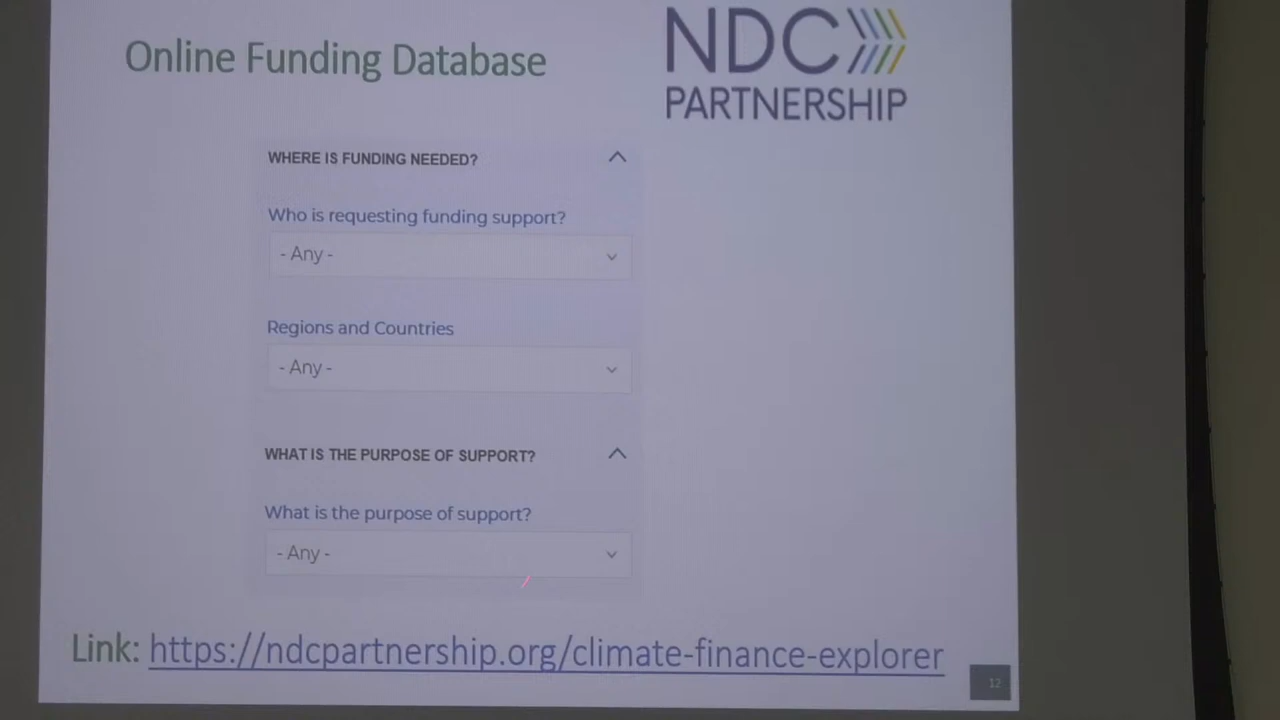 Online Funding Database
NDC
PARTNERSHIP
WHERE IS FUNDING NEEDED?
Who is requesting funding support?
- Any -
Regions and Countries
- Any -
WHAT IS THE PURPOSE OF SUPPORT?
What is the purpose of support?
- Any -
Link: https://ndcpartnership.org/climate-finance-explorer
12